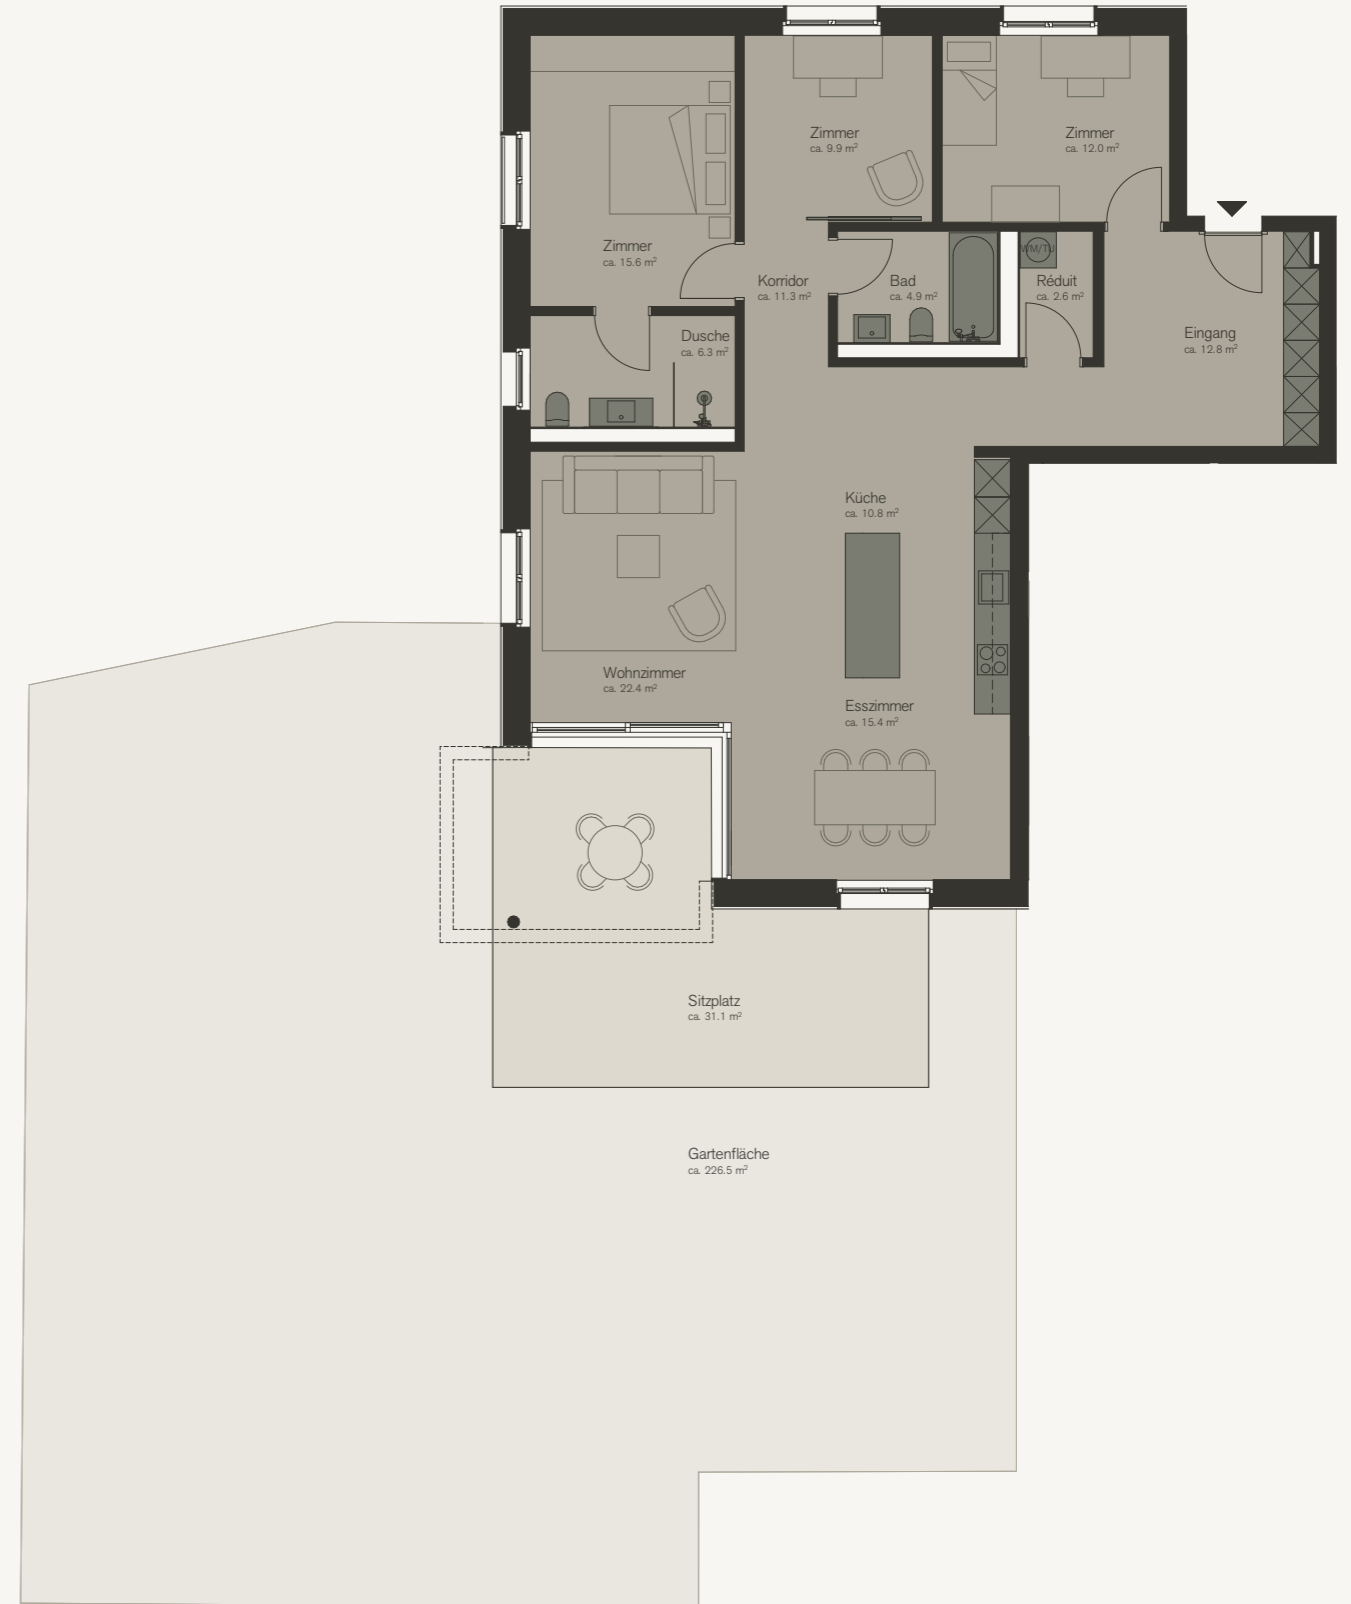 Zimmer
ca. 9.9 m²
Zimmer
ca. 12.0 m²
Zimmer
ca. 15.6 m²
Korridor
ca. 11.3 m²
Bad
ca. 4.9 m²
WM/TU
Réduit
ca. 2.6 m²
Eingang
ca. 12.8 m²
Dusche
ca. 6.3 m²
Küche
ca. 10.8 m²
Wohnzimmer
ca. 22.4 m²
Esszimmer
ca. 15.4 m²
Sitzplatz
ca. 31.1 m²
Gartenfläche
ca. 226.5 m²